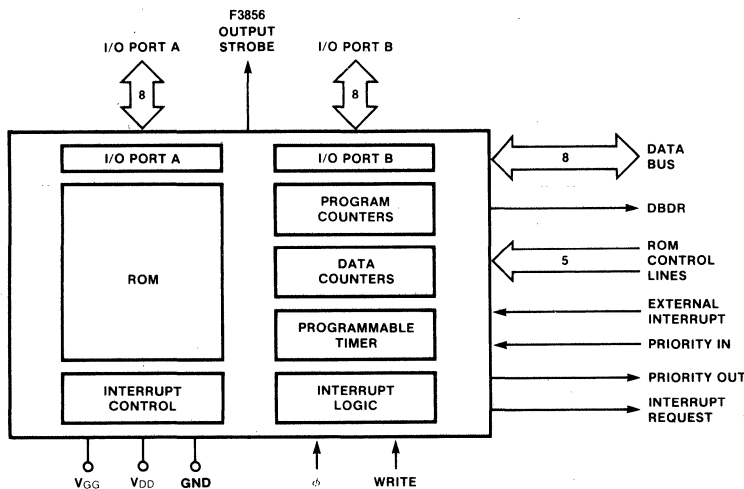 F3856
OUTPUT
STROBE
I/O PORT A
I/O PORT B
8
8
I/O PORT A
I/O PORT B
8
DATA
BUS
ROM
PROGRAM
COUNTERS
DBDR
DATA
COUNTERS
5
ROM
CONTROL
LINES
PROGRAMMABLE
TIMER
EXTERNAL
INTERRUPT
PRIORITY IN
INTERRUPT
CONTROL
INTERRUPT
LOGIC
PRIORITY OUT
INTERRUPT
REQUEST
VGG
VDD
GND
ϕ
WRITE